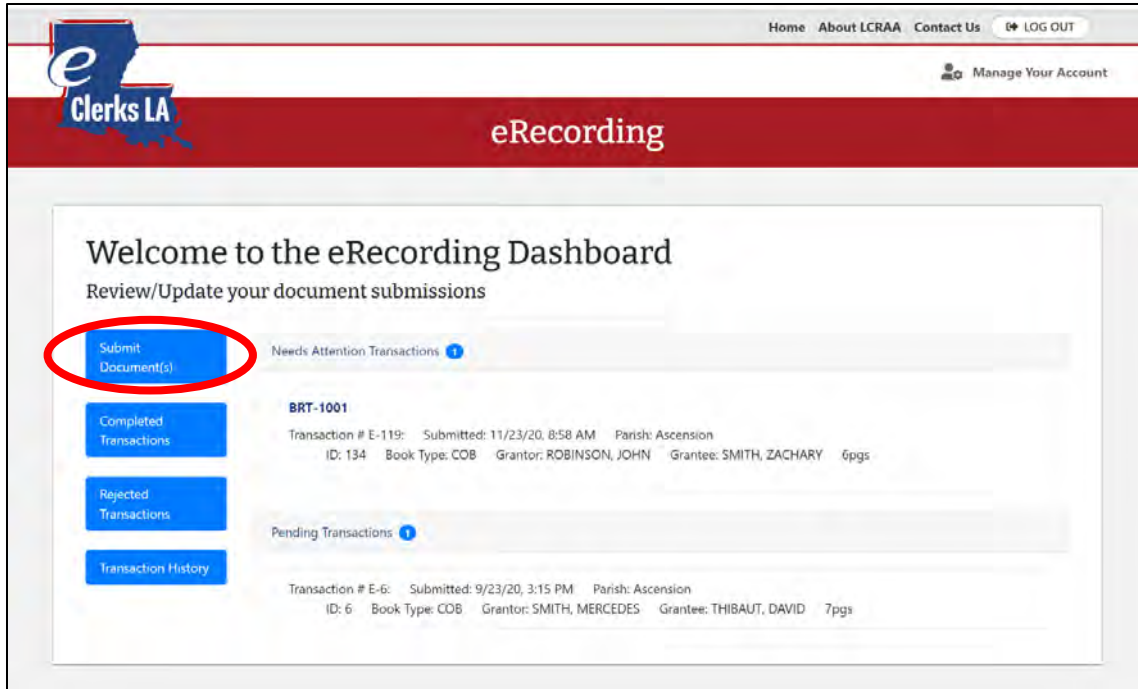 Home About LCRAA Contact Us LOG OUT
e
Clerks LA
Manage Your Account
eRecording
Welcome to the eRecording Dashboard
Review/Update your document submissions
Submit
Document(s)
Completed
Transactions
Rejected
Transactions
Transaction History
Needs Attention Transactions 1
BRT-1001
Transaction # E-119: Submitted: 11/23/20, 8:58 AM Parish: Ascension
ID: 134 Book Type: COB Grantor: ROBINSON, JOHN Grantee: SMITH, ZACHARY 6pgs
Pending Transactions 1
Transaction # E-6: Submitted: 9/23/20, 3:15 PM Parish: Ascension
ID: 6 Book Type: COB Grantor: SMITH, MERCEDES Grantee: THIBAUT, DAVID 7pgs